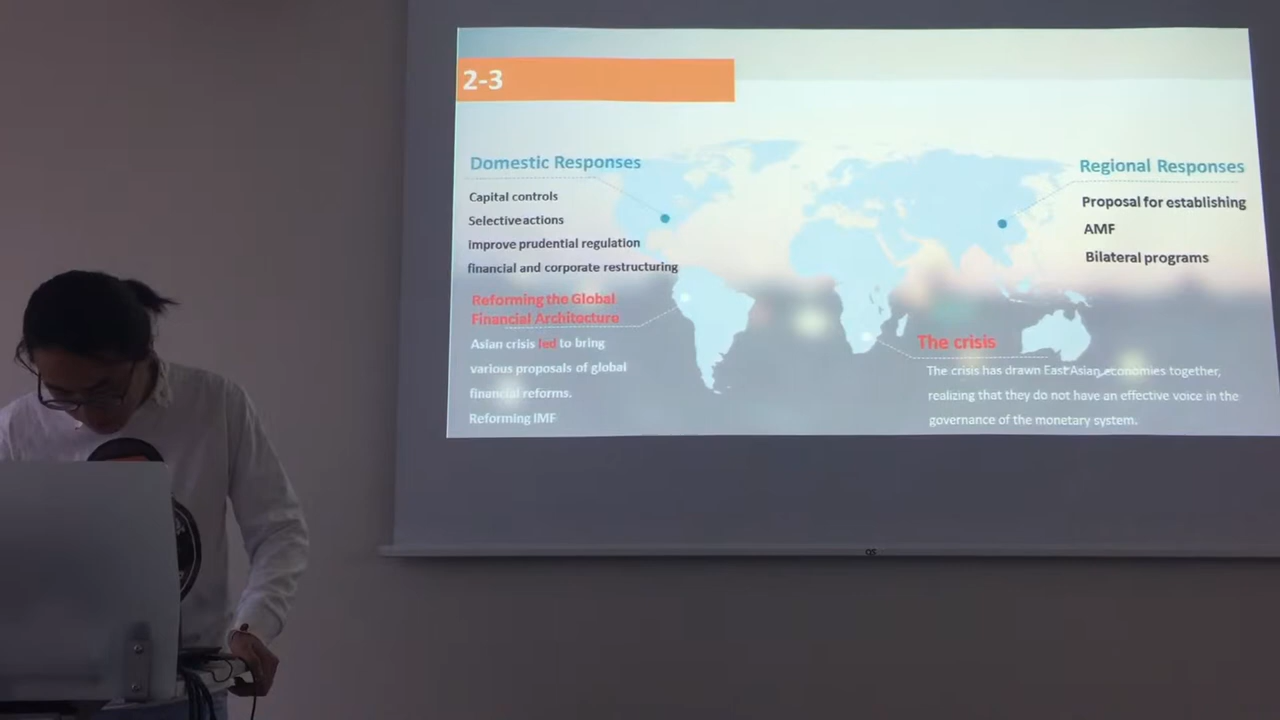 2-3
Domestic Responses
Capital controls
Selective actions
improve prudential regulation
financial and corporate restructuring
Reforming the Global
Financial Architecture
Asian crisis led to bring
various proposals of global
financial reforms.
Reforming IMF
Regional Responses
Proposal for establishing
AMF
Bilateral programs
The crisis
The crisis has drawn East Asian economies together,
realizing that they do not have an effective voice in the
governance of the monetary system.